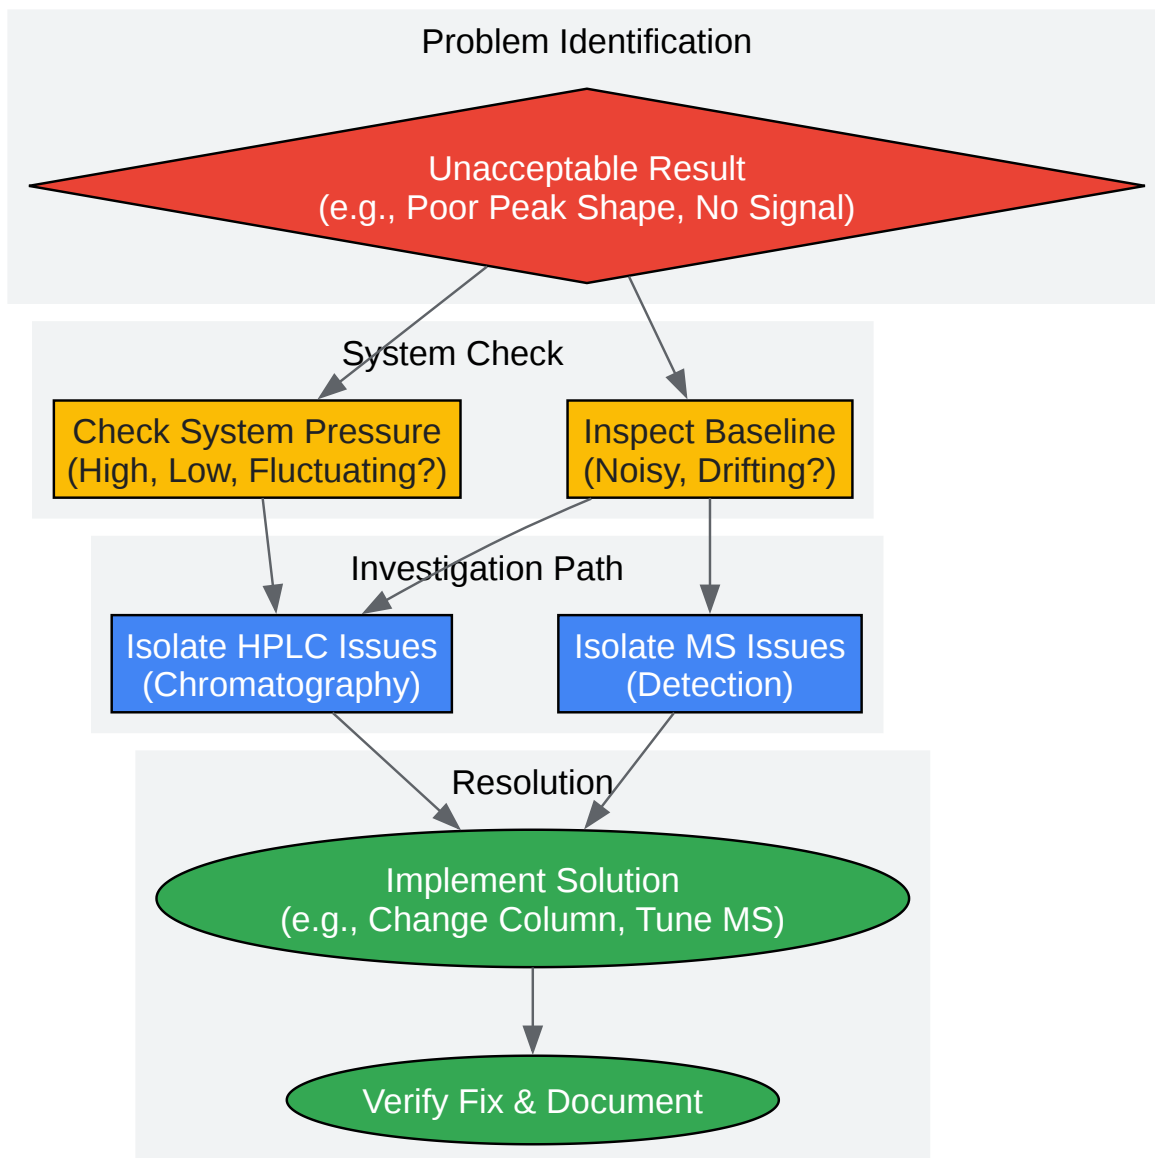 Problem Identification
Unacceptable Result
(e.g., Poor Peak Shape, No Signal)
System Check
Check System Pressure
(High, Low, Fluctuating?)
Inspect Baseline
(Noisy, Drifting?)
Investigation Path
Isolate HPLC Issues
(Chromatography)
Isolate MS Issues
(Detection)
Resolution
Implement Solution
(e.g., Change Column, Tune MS)
Verify Fix & Document